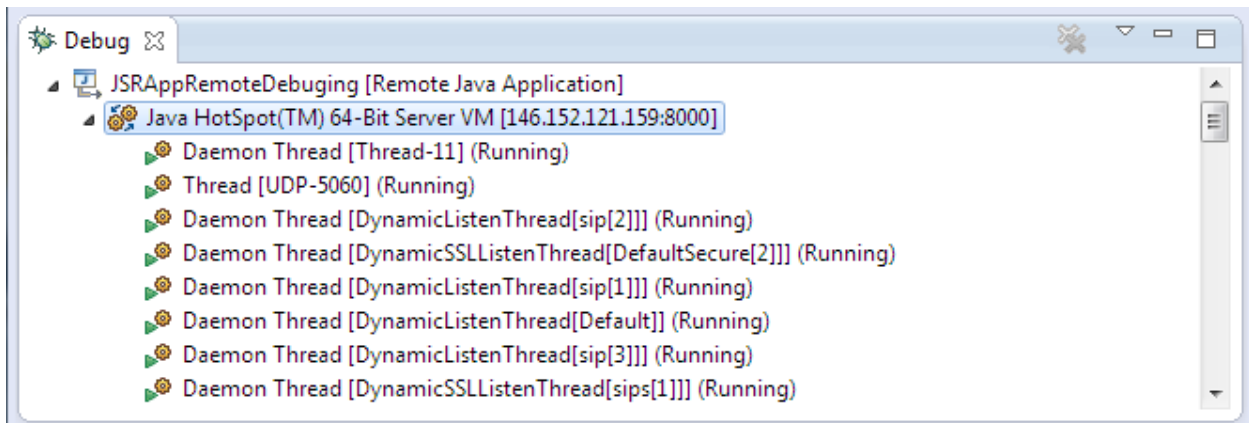 Debug
JSRAppRemoteDebuging [Remote Java Application]
Java HotSpot(TM) 64-Bit Server VM [146.152.121.159:8000]
Daemon Thread [Thread-11] (Running)
Thread [UDP-5060] (Running)
Daemon Thread [DynamicListenThread[sip[2]]] (Running)
Daemon Thread [DynamicSSLListenThread[DefaultSecure[2]]] (Running)
Daemon Thread [DynamicListenThread[sip[1]]] (Running)
Daemon Thread [DynamicListenThread[Default]] (Running)
Daemon Thread [DynamicListenThread[sip[3]]] (Running)
Daemon Thread [DynamicSSLListenThread[sips[1]]] (Running)